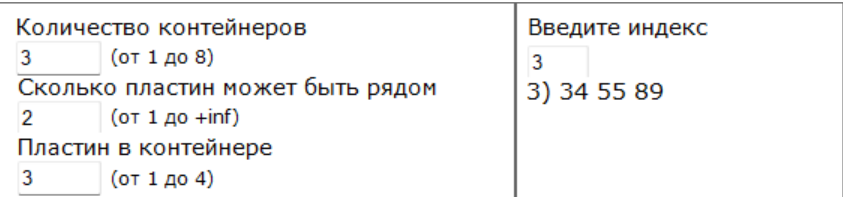 Количество контейнеров
3 (от 1 до 8)
Сколько пластин может быть рядом
2 (от 1 до +inf)
Пластин в контейнере
3 (от 1 до 4)
Введите индекс
3
3) 34 55 89